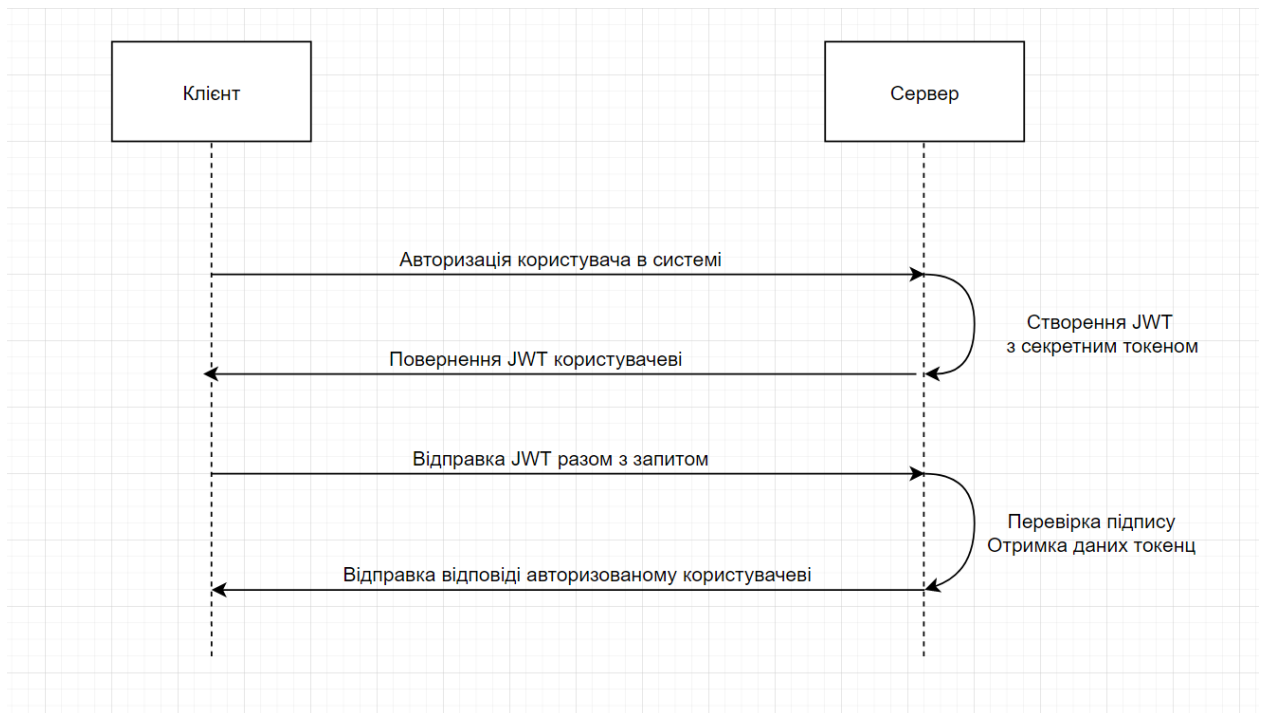 Клієнт
Сервер
Авторизація користувача в системі
Створення JWT
з секретним токеном
Повернення JWT користувачеві
Відправка JWT разом з запитом
Перевірка підпису
Отримка даних токенц
Відправка відповіді авторизованому користувачеві